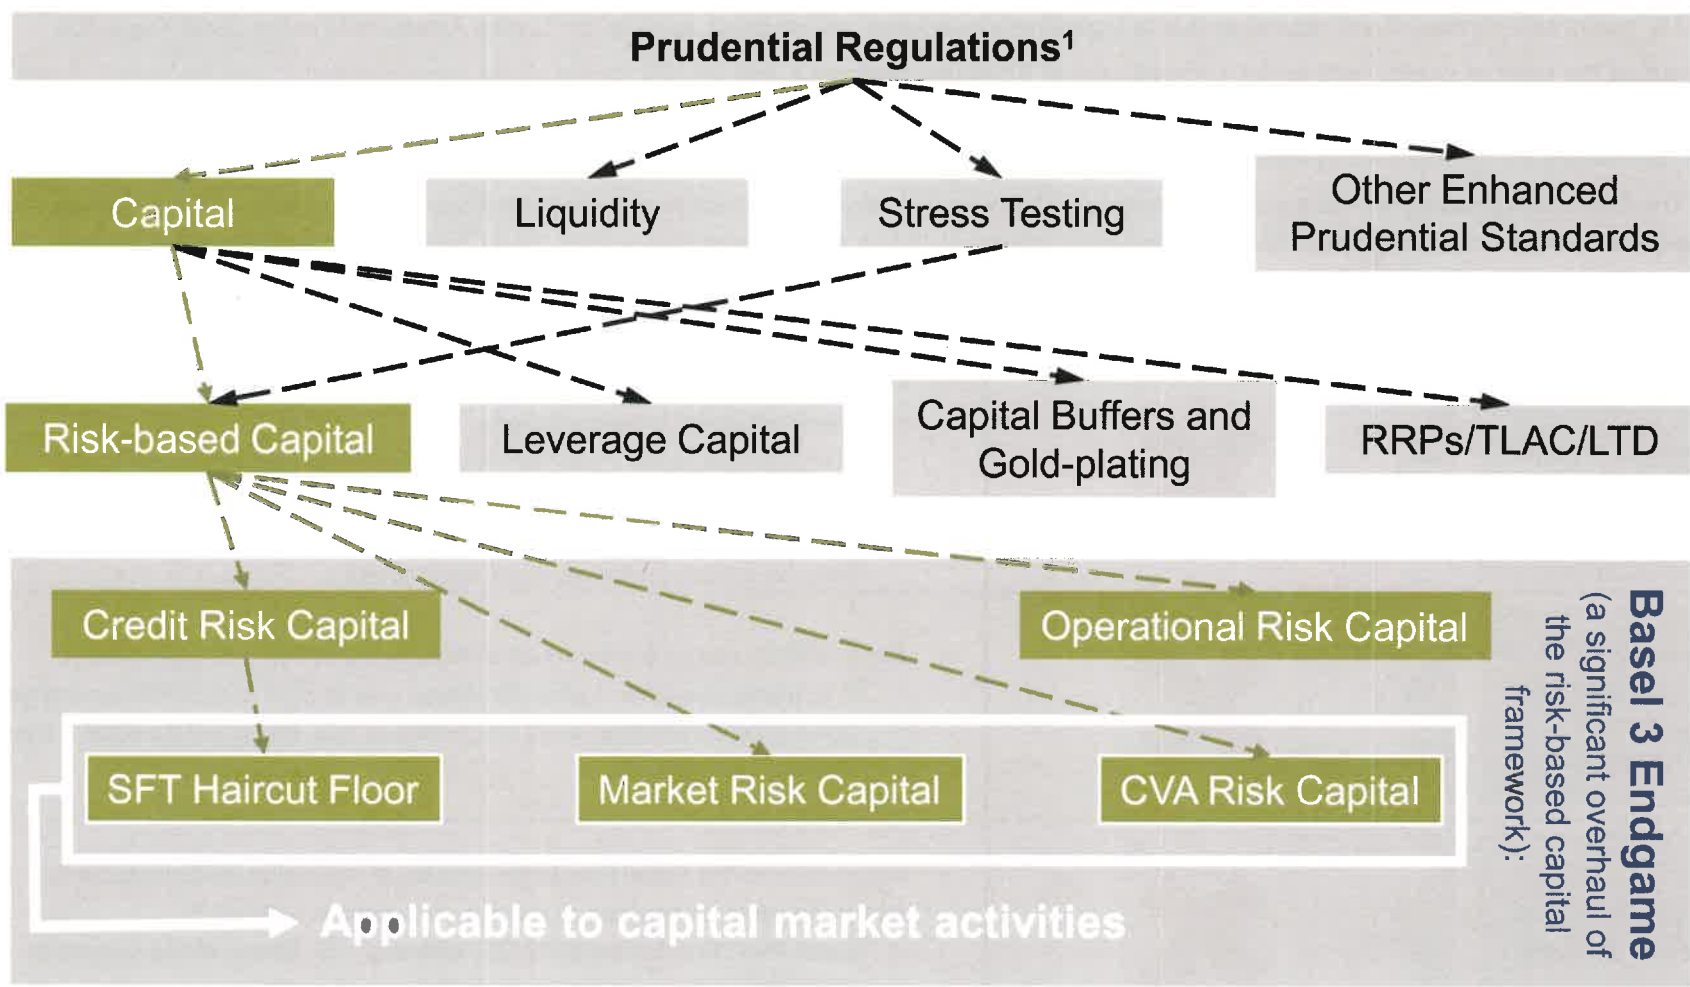 Prudential Regulations¹
Capital
Liquidity
Stress Testing
Other Enhanced
Prudential Standards
Risk-based Capital
Leverage Capital
Capital Buffers and
Gold-plating
RRPs/TLAC/LTD
Credit Risk Capital
Operational Risk Capital
SFT Haircut Floor
Market Risk Capital
CVA Risk Capital
Applicable to capital market activities
Basel 3 Endgame
(a significant overhaul of
the risk-based capital
framework):